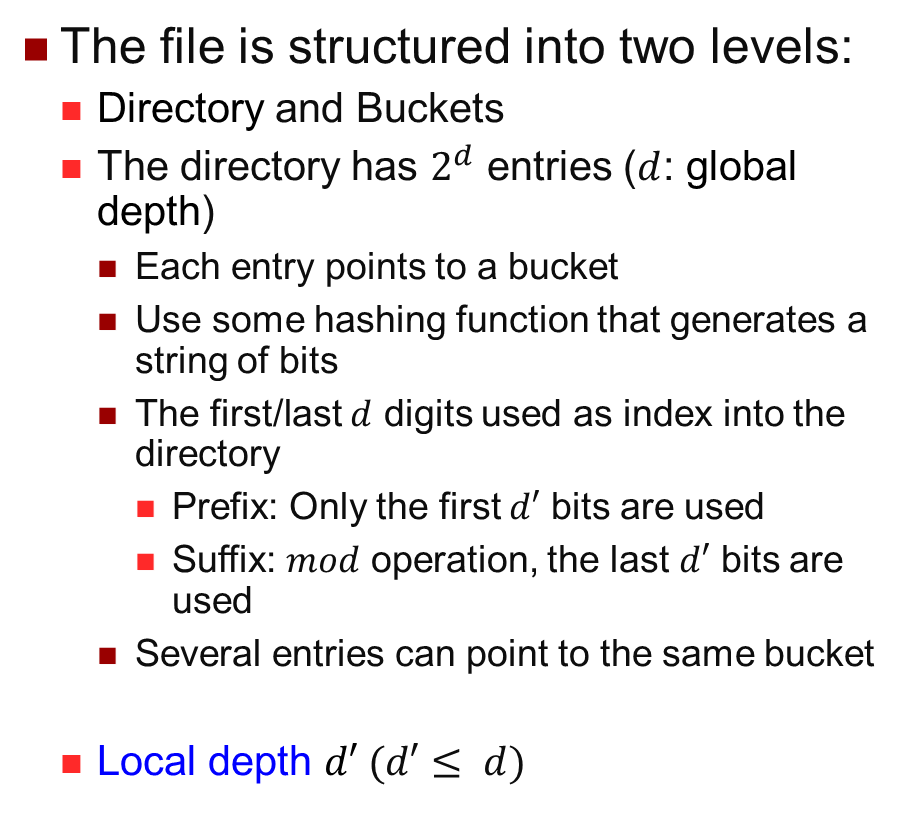 The file is structured into two levels:
Directory and Buckets
The directory has 2^d entries (d: global
depth)
Each entry points to a bucket
Use some hashing function that generates a
string of bits
The first/last d digits used as index into the
directory
Prefix: Only the first d′ bits are used
Suffix: mod operation, the last d′ bits are
used
Several entries can point to the same bucket
Local depth d′ (d′ ≤ d)